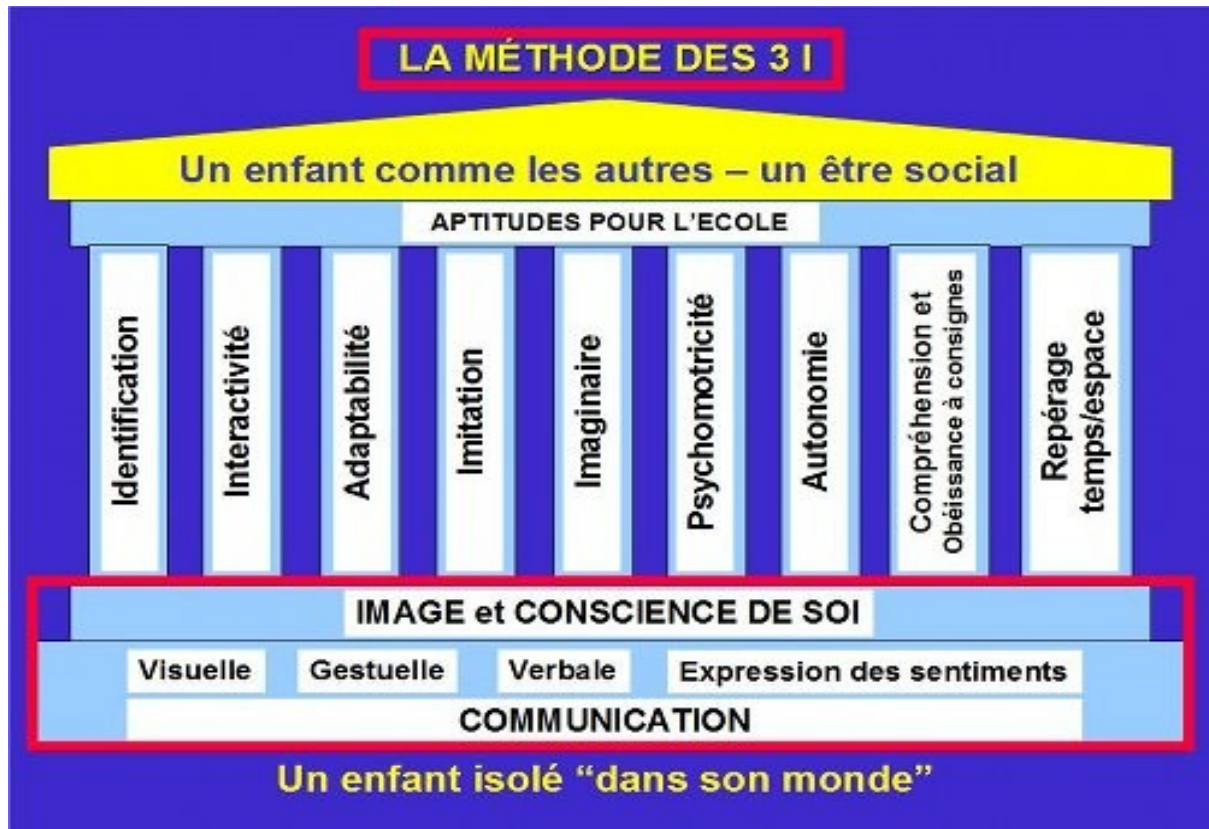 LA MÉTHODE DES 3 I
Un enfant comme les autres – un être social
APTITUDES POUR L'ECOLE
Identification
Interactivité
Adaptabilité
Imitation
Imaginaire
Psychomotricité
Autonomie
Compréhension et
Obéissance à consignes
Repérage
temps/espace
IMAGE et CONSCIENCE DE SOI
Visuelle Gestuelle Verbale Expression des sentiments
COMMUNICATION
Un enfant isolé “dans son monde”